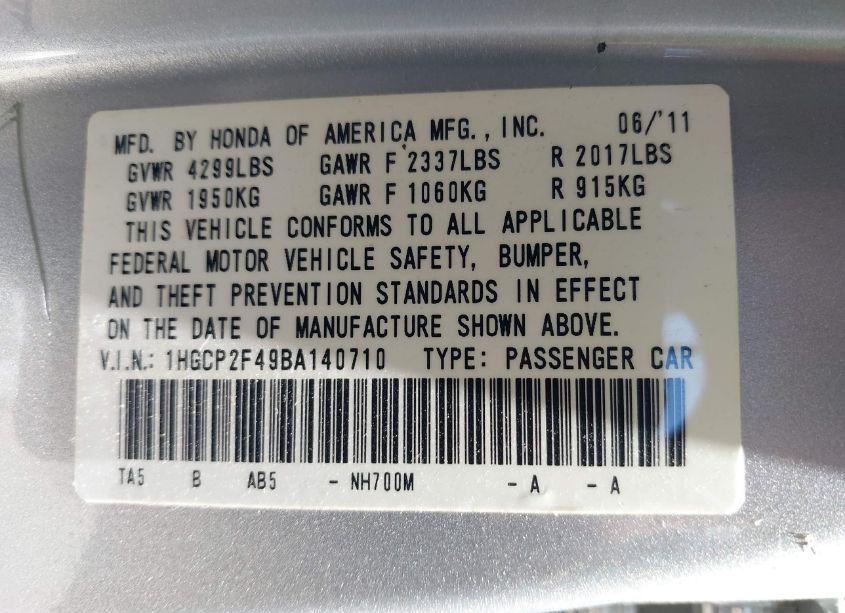 MFD. BY HONDA OF AMERICA MFG., INC. 06/'11
GVWR 4299LBS GAWR F 2337LBS R 2017LBS
GVWR 1950KG GAWR F 1060KG R 915KG
THIS VEHICLE CONFORMS TO ALL APPLICABLE
FEDERAL MOTOR VEHICLE SAFETY, BUMPER,
AND THEFT PREVENTION STANDARDS IN EFFECT
ON THE DATE OF MANUFACTURE SHOWN ABOVE.
V.I.N.: 1HGCP2F49BA140710 TYPE: PASSENGER CAR
TA5 B AB5 - NH700M - A - A